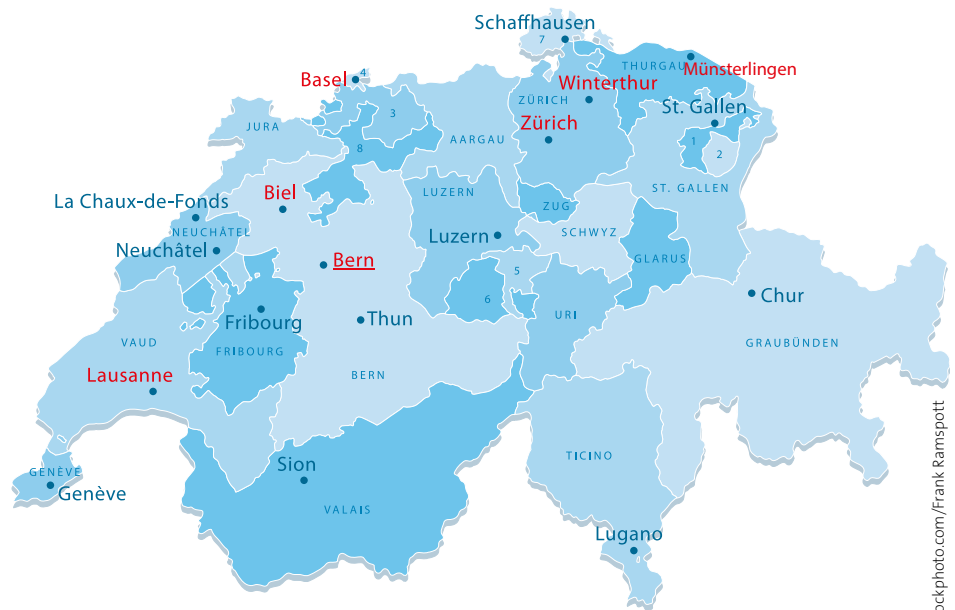 Schaffhausen
7
THURGAU
Münsterlingen
Basel
4
Winterthur
ZÜRICH
3
St. Gallen
JURA
Zürich
AARGAU
1
2
8
Biel
LUZERN
ST. GALLEN
La Chaux-de-Fonds
ZUG
NEUCHÂTEL
SCHWYZ
Luzern
Neuchâtel
Bern
GLARUS
5
6
Chur
Fribourg
Thun
URI
VAUD
FRIBOURG
GRAUBÜNDEN
BERN
Lausanne
TICINO
Sion
GENÈVE
Genève
VALAIS
Lugano
ockphoto.com/Frank Ramspott